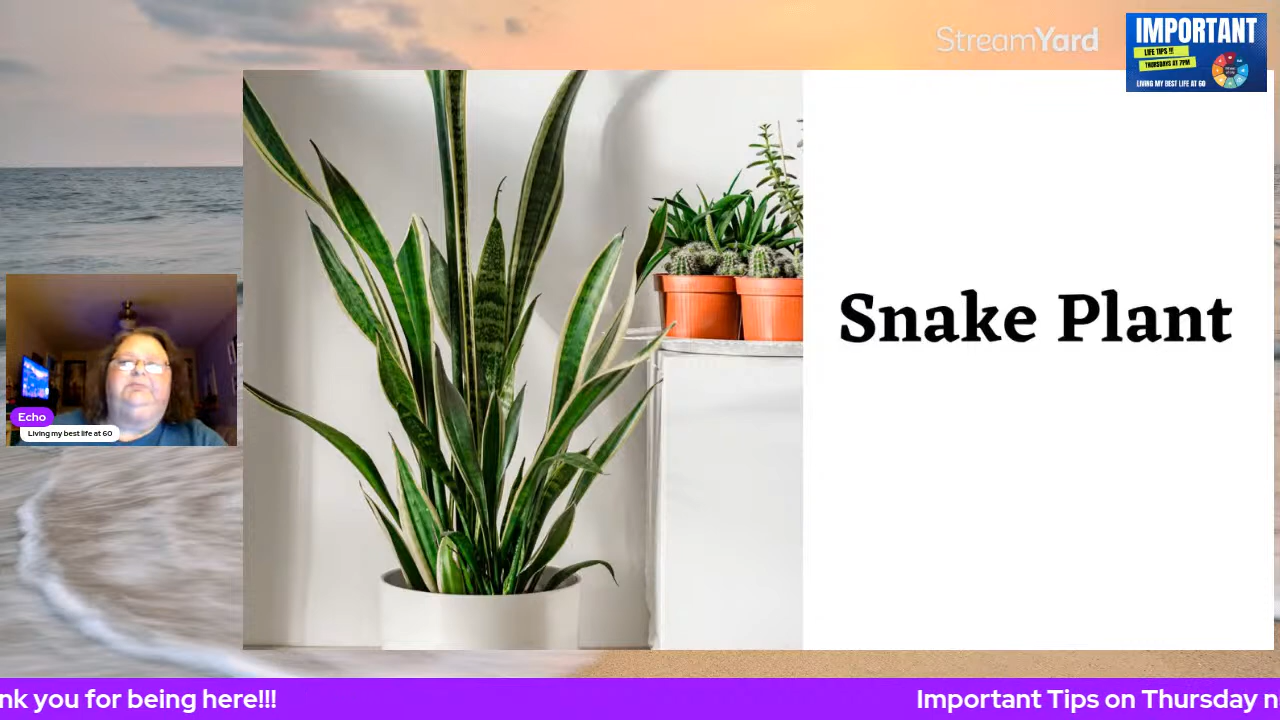 StreamYard
IMPORTANT
LIFE TIPS !!!
THURSDAYS AT 7PM
LIVING MY BEST LIFE AT 60
Snake Plant
Echo
Living my best life at 60
nk you for being here!!!
Important Tips on Thursday n